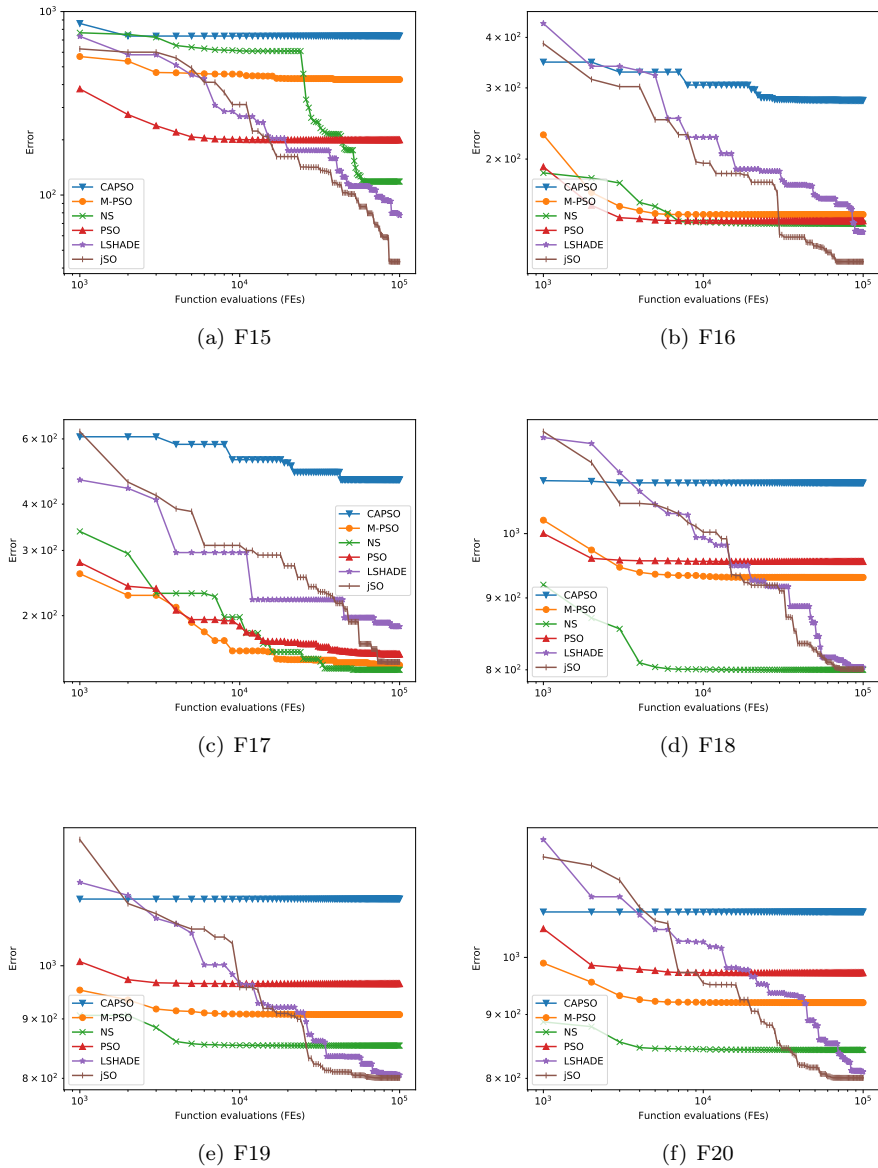 10³
10²
Error
CAPSO
M-PSO
NS
PSO
LSHADE
jSO
10³
10⁴
10⁵
Function evaluations (FEs)
(a) F15
4 × 10²
3 × 10²
2 × 10²
Error
CAPSO
M-PSO
NS
PSO
LSHADE
jSO
10³
10⁴
10⁵
Function evaluations (FEs)
(b) F16
6 × 10²
4 × 10²
3 × 10²
2 × 10²
Error
CAPSO
M-PSO
NS
PSO
LSHADE
jSO
10³
10⁴
10⁵
Function evaluations (FEs)
(c) F17
10³
9 × 10²
8 × 10²
Error
CAPSO
M-PSO
NS
PSO
LSHADE
jSO
10³
10⁴
10⁵
Function evaluations (FEs)
(d) F18
10³
9 × 10²
8 × 10²
Error
CAPSO
M-PSO
NS
PSO
LSHADE
jSO
10³
10⁴
10⁵
Function evaluations (FEs)
(e) F19
10³
9 × 10²
8 × 10²
Error
CAPSO
M-PSO
NS
PSO
LSHADE
jSO
10³
10⁴
10⁵
Function evaluations (FEs)
(f) F20